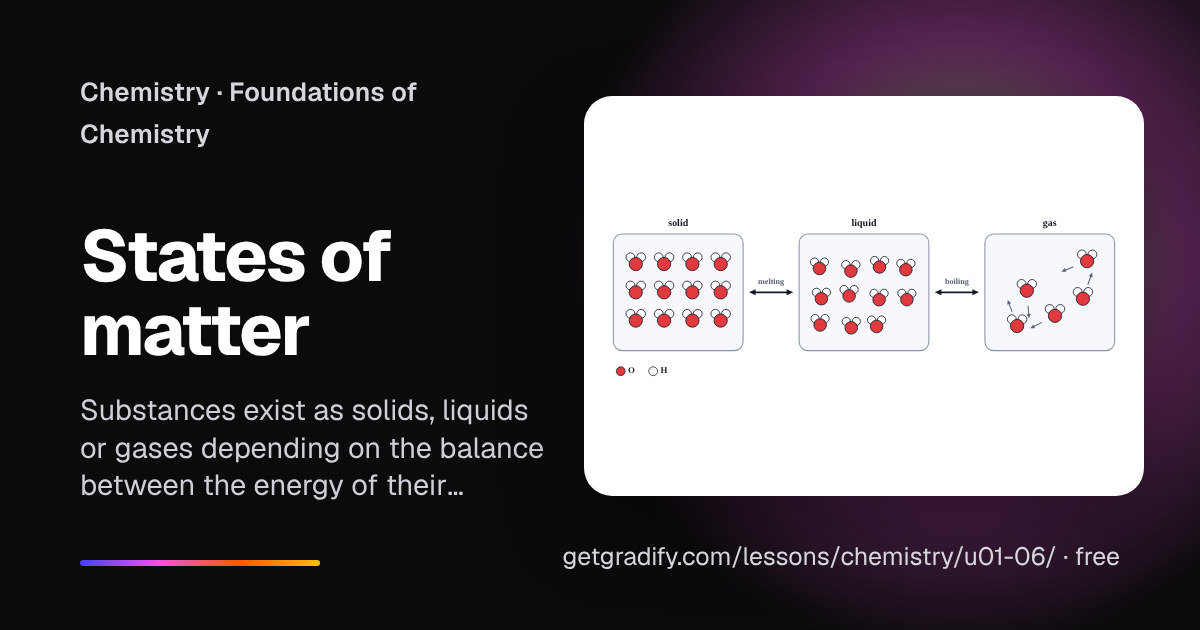 Chemistry · Foundations of
Chemistry
States of
matter
Substances exist as solids, liquids
or gases depending on the balance
between the energy of their…
solid
liquid
gas
melting
boiling
O
H
getgradify.com/lessons/chemistry/u01-06/ · free